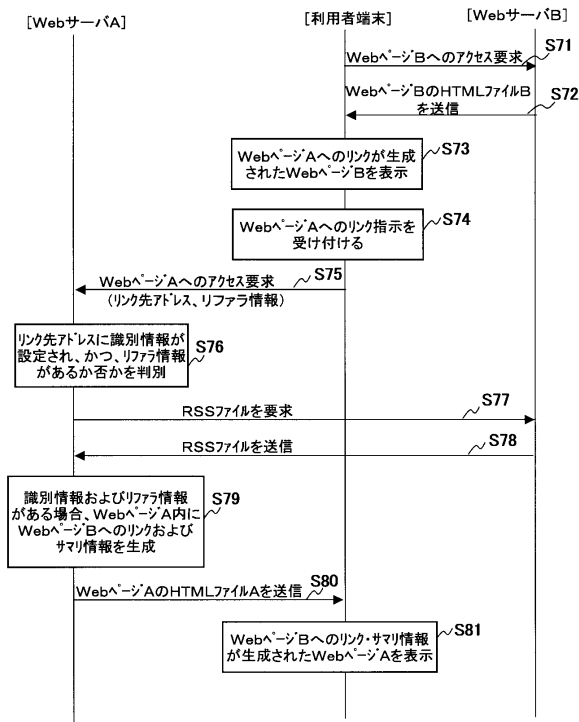 [WebサーバA]
[利用者端末]
[WebサーバB]
WebページBへのアクセス要求
S71
WebページBのHTMLファイルB
を送信
S72
WebページAへのリンクが生成
されたWebページBを表示
S73
WebページAへのリンク指示を
受け付ける
S74
WebページAへのアクセス要求
S75
(リンク先アドレス、リファラ情報)
リンク先アドレスに識別情報が
設定され、かつ、リファラ情報
があるか否かを判別
S76
RSSファイルを要求
S77
RSSファイルを送信
S78
識別情報およびリファラ情報
がある場合、WebページA内に
WebページBへのリンクおよび
サマリ情報を生成
S79
WebページAのHTMLファイルAを送信
S80
WebページBへのリンク・サマリ情報
が生成されたWebページAを表示
S81